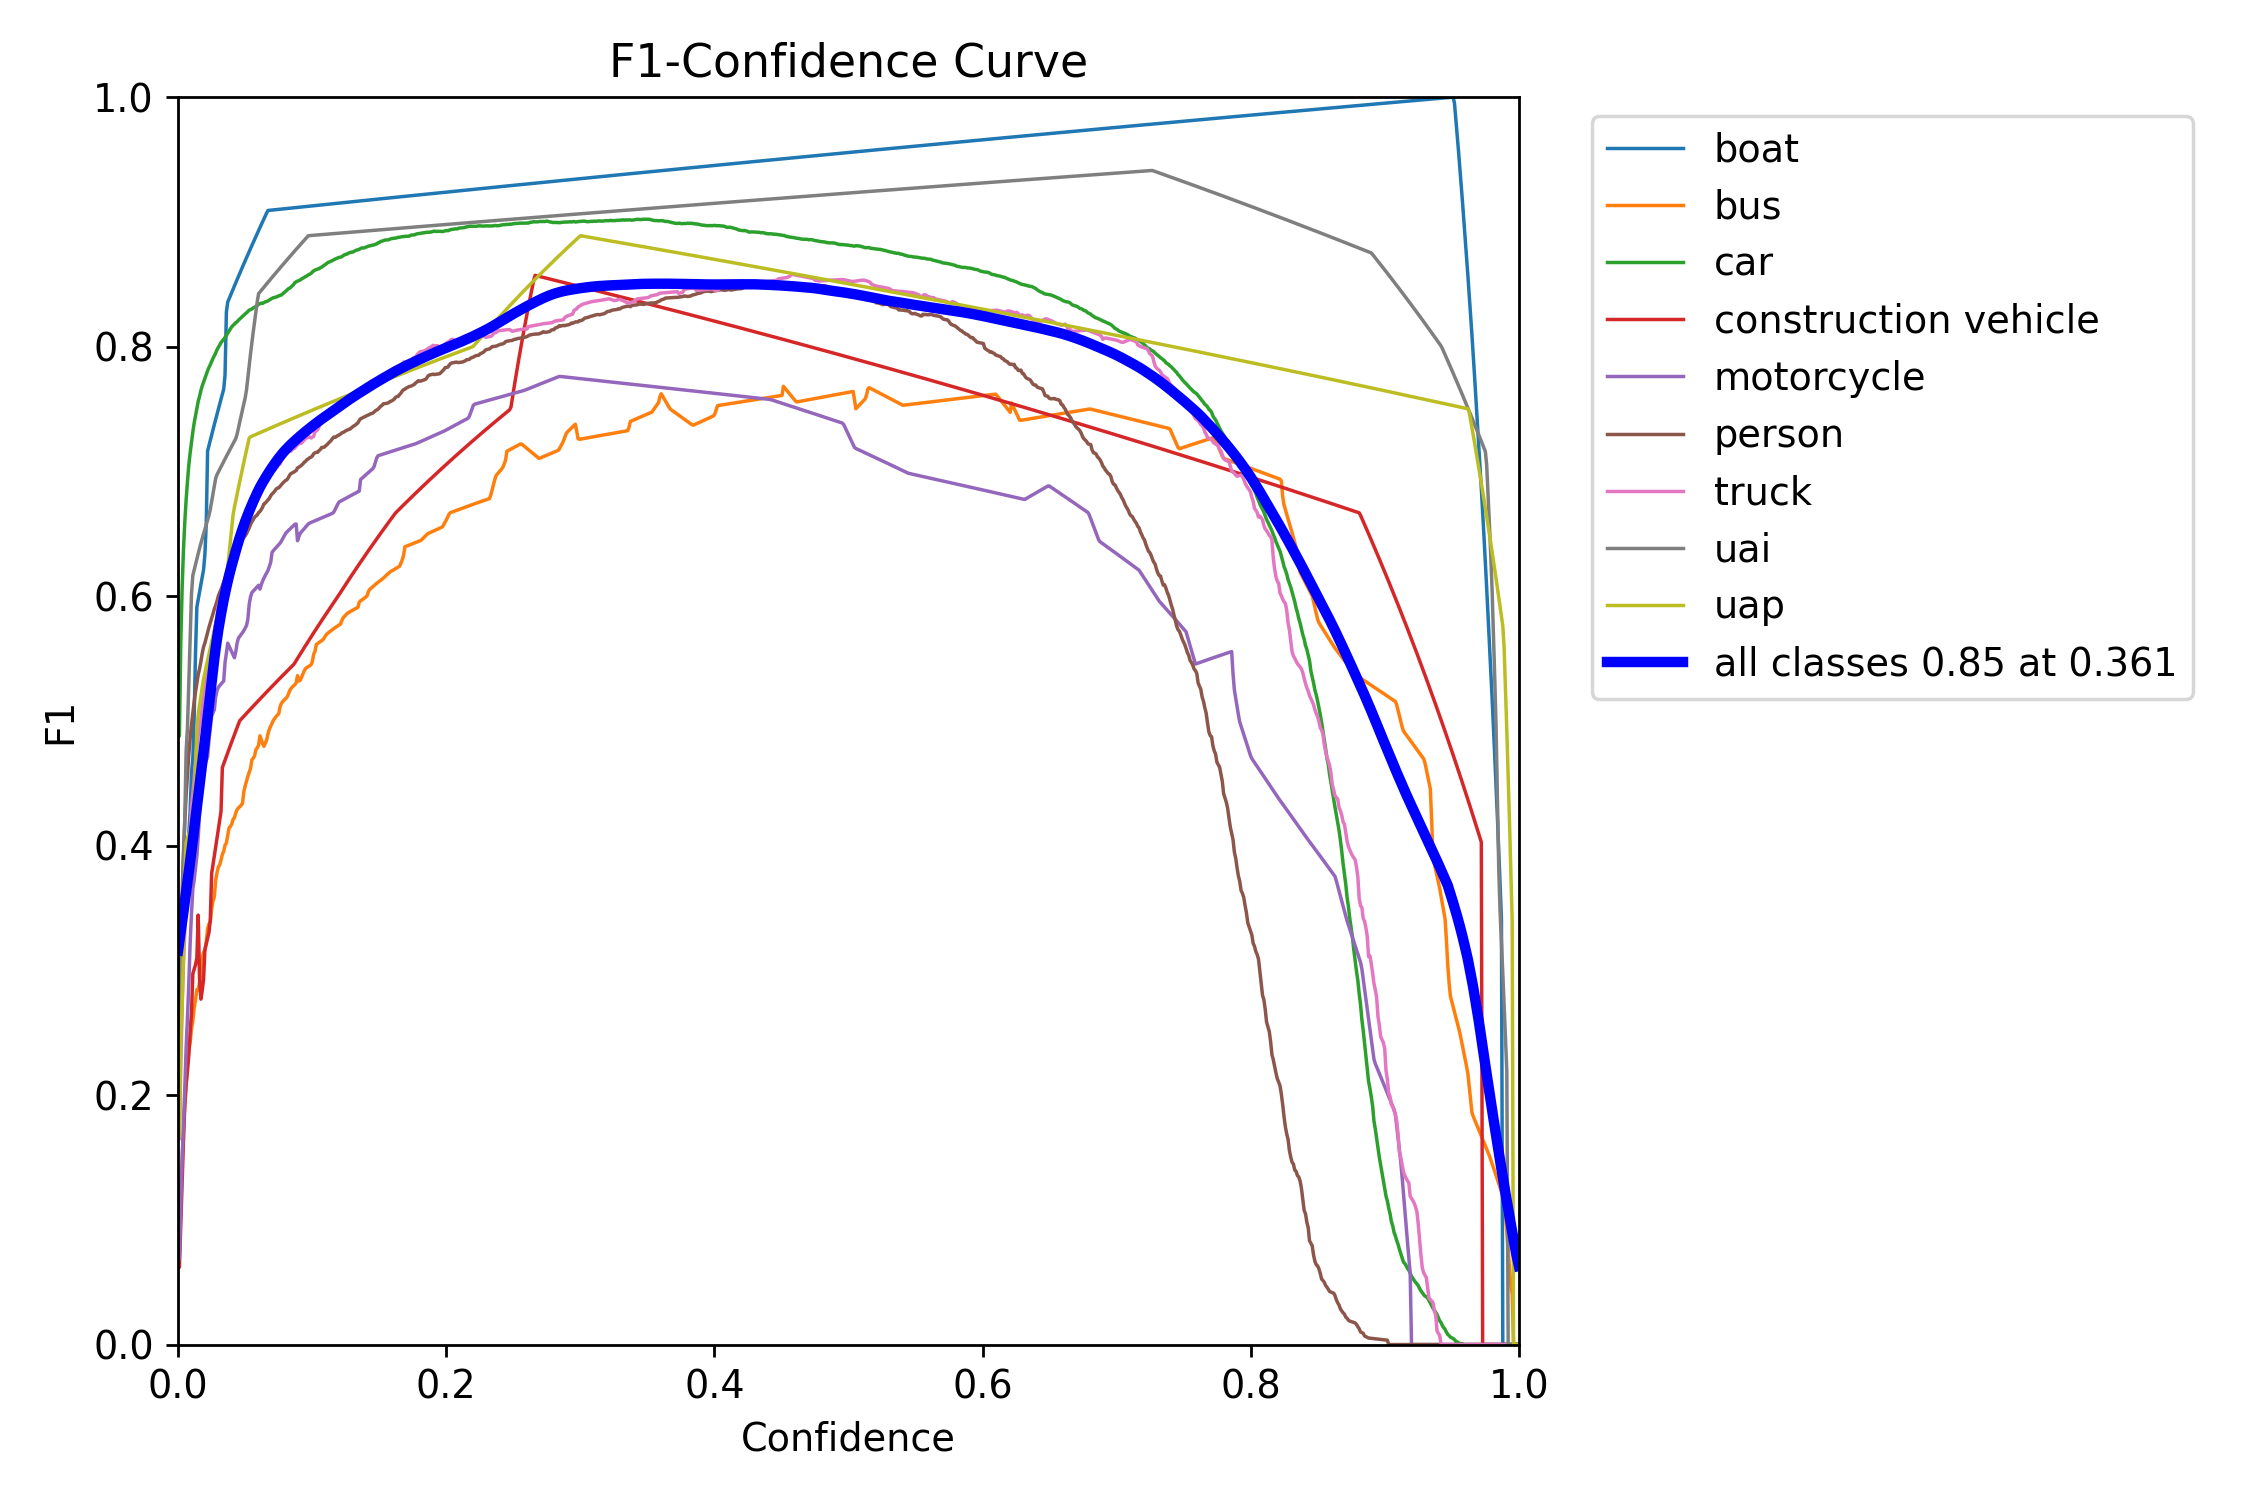 F1-Confidence Curve
1.0
0.8
0.6
0.4
0.2
0.0
F1
0.0 0.2 0.4 0.6 0.8 1.0
Confidence
boat
bus
car
construction vehicle
motorcycle
person
truck
uai
uap
all classes 0.85 at 0.361